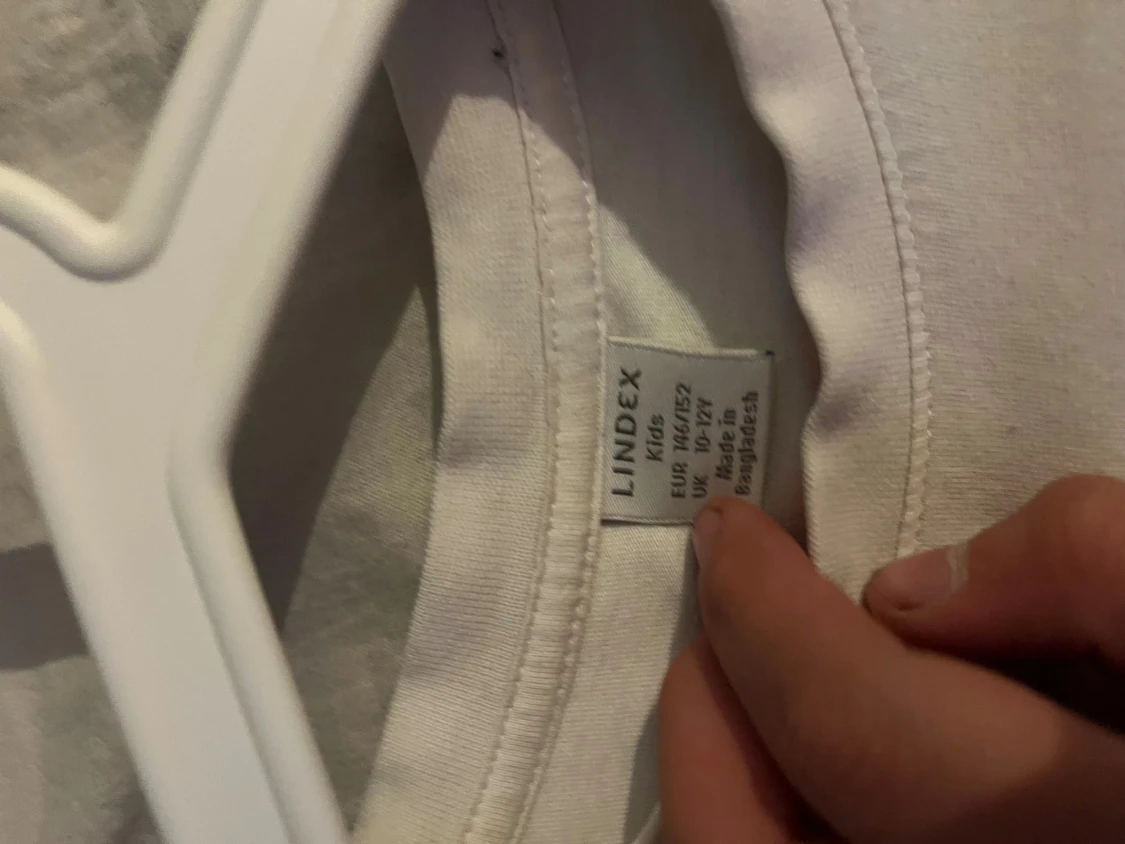 LINDEX
Kids
EUR 146/152
UK 10-12Y
Made in
Bangladesh